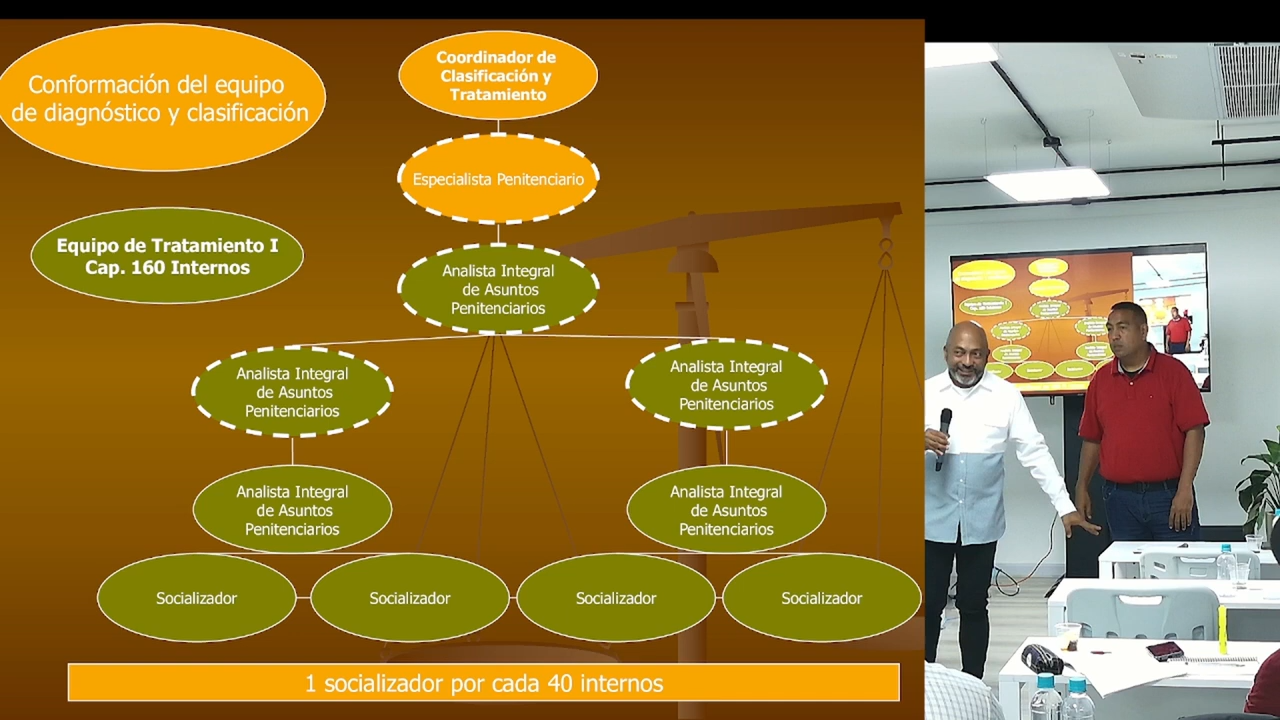 Conformación del equipo
de diagnóstico y clasificación
Coordinador de
Clasificación y
Tratamiento
Especialista Penitenciario
Equipo de Tratamiento I
Cap. 160 Internos
Analista Integral
de Asuntos
Penitenciarios
Analista Integral
de Asuntos
Penitenciarios
Analista Integral
de Asuntos
Penitenciarios
Analista Integral
de Asuntos
Penitenciarios
Analista Integral
de Asuntos
Penitenciarios
Socializador
Socializador
Socializador
Socializador
1 socializador por cada 40 internos